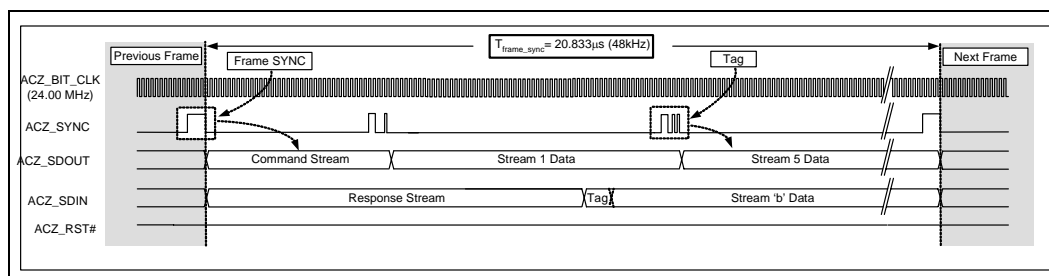 T frame_sync = 20.833µs (48kHz)
Previous Frame
Frame SYNC
Tag
Next Frame
ACZ_BIT_CLK
(24.00 MHz)
ACZ_SYNC
ACZ_SDOUT
Command Stream
Stream 1 Data
Stream 5 Data
ACZ_SDIN
Response Stream
Tag
Stream 'b' Data
ACZ_RST#